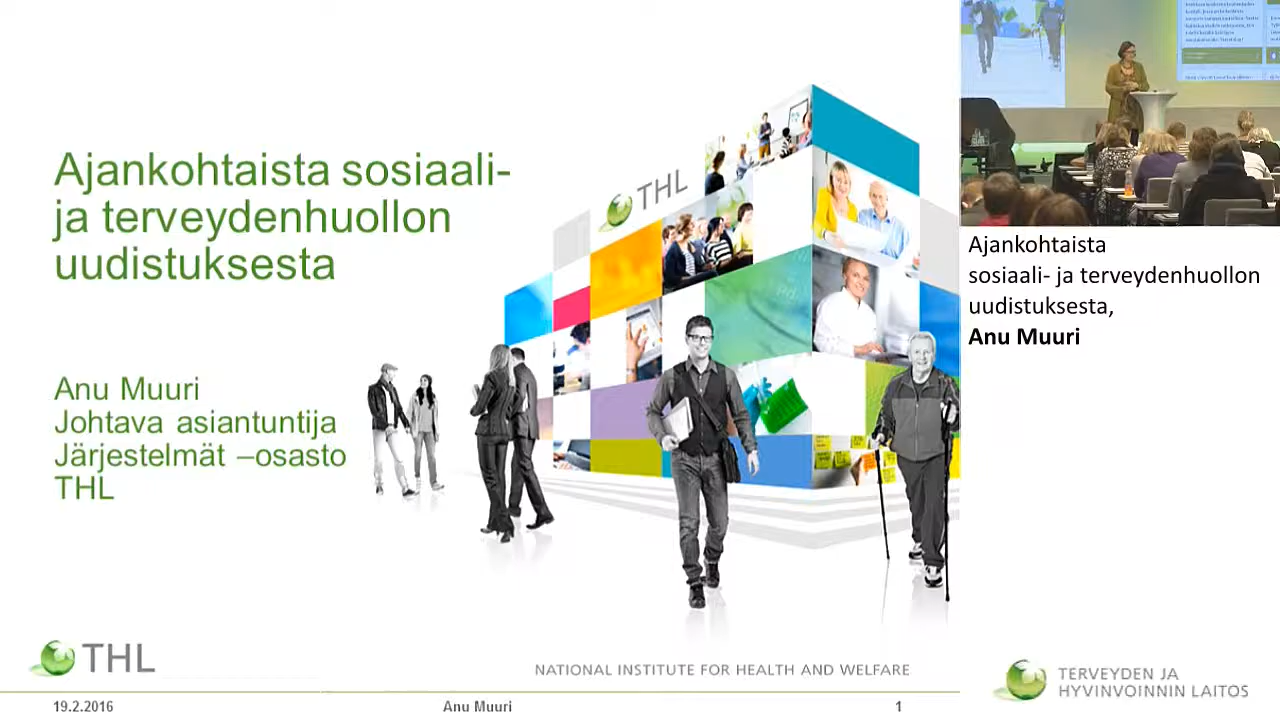 Ajankohtaista sosiaali-
ja terveydenhuollon
uudistuksesta
Anu Muuri
Johtava asiantuntija
Järjestelmät –osasto
THL
THL
THL
NATIONAL INSTITUTE FOR HEALTH AND WELFARE
19.2.2016
Anu Muuri
1
Ajankohtaista
sosiaali- ja terveydenhuollon
uudistuksesta,
Anu Muuri
TERVEYDEN JA
HYVINVOINNIN LAITOS